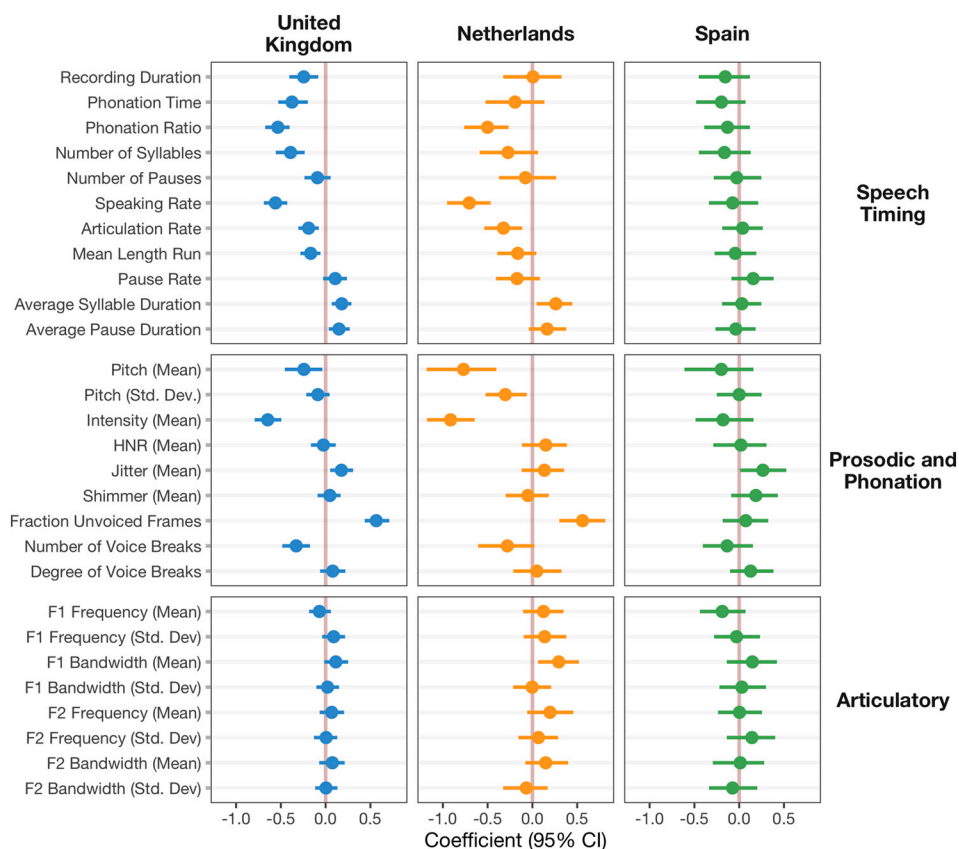 United
Kingdom
Netherlands
Spain
Recording Duration
Phonation Time
Phonation Ratio
Number of Syllables
Number of Pauses
Speaking Rate
Articulation Rate
Mean Length Run
Pause Rate
Average Syllable Duration
Average Pause Duration
Speech
Timing
Pitch (Mean)
Pitch (Std. Dev.)
Intensity (Mean)
HNR (Mean)
Jitter (Mean)
Shimmer (Mean)
Fraction Unvoiced Frames
Number of Voice Breaks
Degree of Voice Breaks
Prosodic and
Phonation
F1 Frequency (Mean)
F1 Frequency (Std. Dev)
F1 Bandwidth (Mean)
F1 Bandwidth (Std. Dev)
F2 Frequency (Mean)
F2 Frequency (Std. Dev)
F2 Bandwidth (Mean)
F2 Bandwidth (Std. Dev)
Articulatory
-1.0 -0.5 0.0 0.5 -1.0 -0.5 0.0 0.5 -1.0 -0.5 0.0 0.5
Coefficient (95% CI)